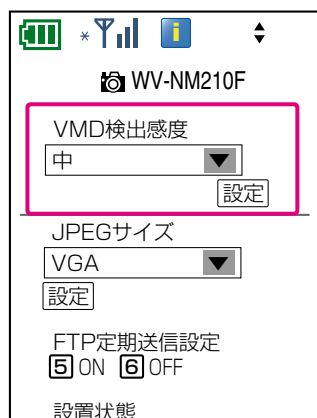 WV-NM210F
VMD検出感度
中
設定
JPEGサイズ
VGA
設定
FTP定期送信設定
5 ON 6 OFF
設置状態